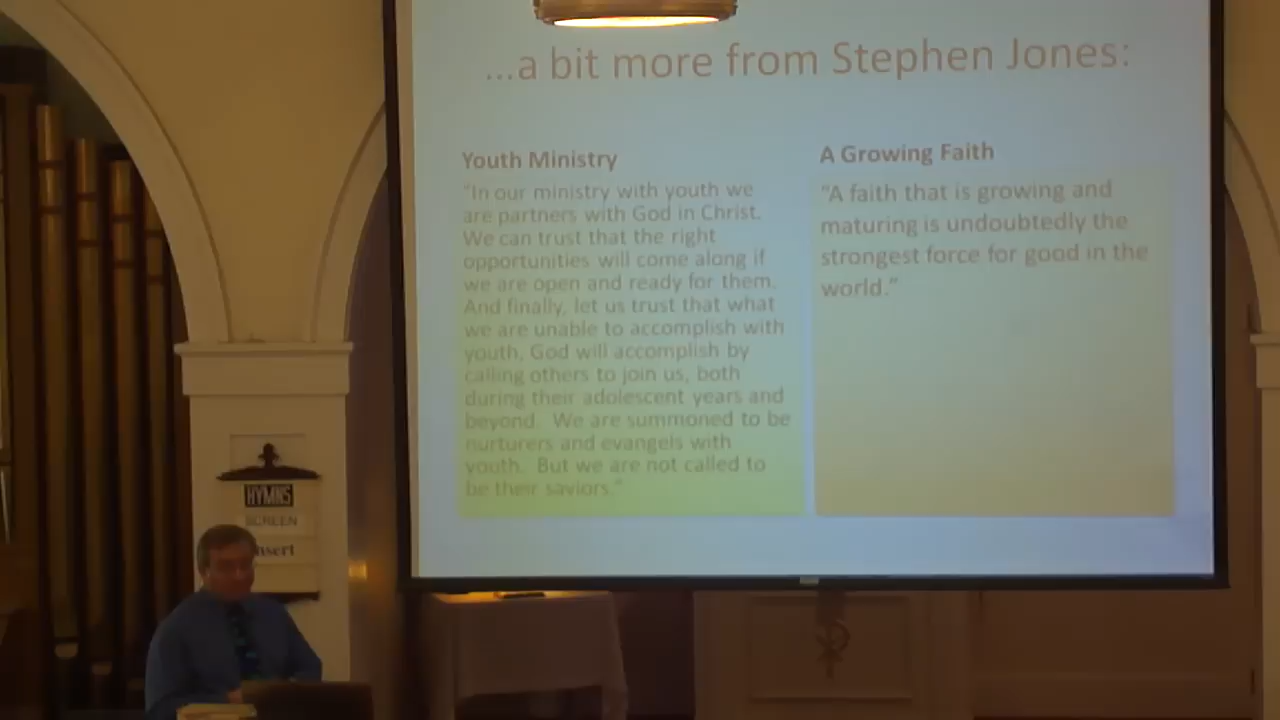 ...a bit more from Stephen Jones:
Youth Ministry
"In our ministry with youth we
are partners with God in Christ.
We can trust that the right
opportunities will come along if
we are open and ready for them.
And finally, let us trust that what
we are unable to accomplish with
youth, God will accomplish by
calling others to join us, both
during their adolescent years and
beyond. We are summoned to be
nurturers and evangels with
youth. But we are not called to
be their saviors."
A Growing Faith
"A faith that is growing and
maturing is undoubtedly the
strongest force for good in the
world."
HYMNS
SCREEN
Insert